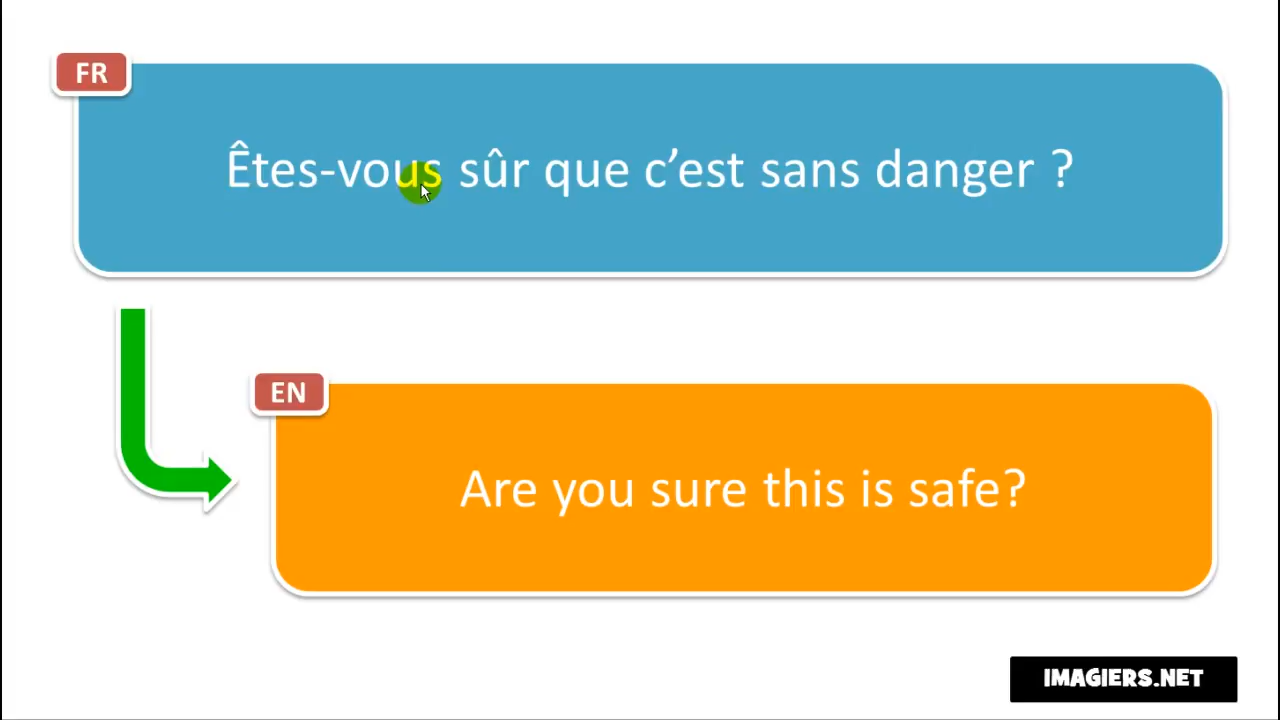 FR
Êtes-vous sûr que c’est sans danger ?
EN
Are you sure this is safe?
IMAGIERS.NET